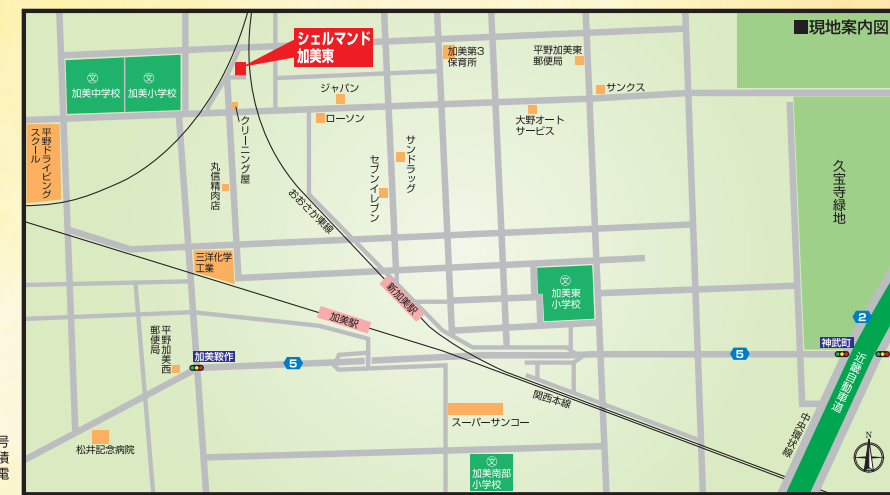 ■現地案内図
シェルマンド
加美東
文
加美中学校
文
加美小学校
加美第3
保育所
平野加美東
郵便局
サンクス
ジャパン
ローソン
大野オート
サービス
クリーニング屋
平野ドライビング
スクール
丸信精肉店
サンドラッグ
セブンイレブン
おおさか東線
久宝寺緑地
三洋化学
工業
新加美駅
加美駅
文
加美東
小学校
平野加美西
郵便局
加美鞍作
5
5
神武町
2
近畿自動車道
中央環状線
関西本線
スーパーサンコー
松井記念病院
文
加美南部
小学校
N
号
積
電